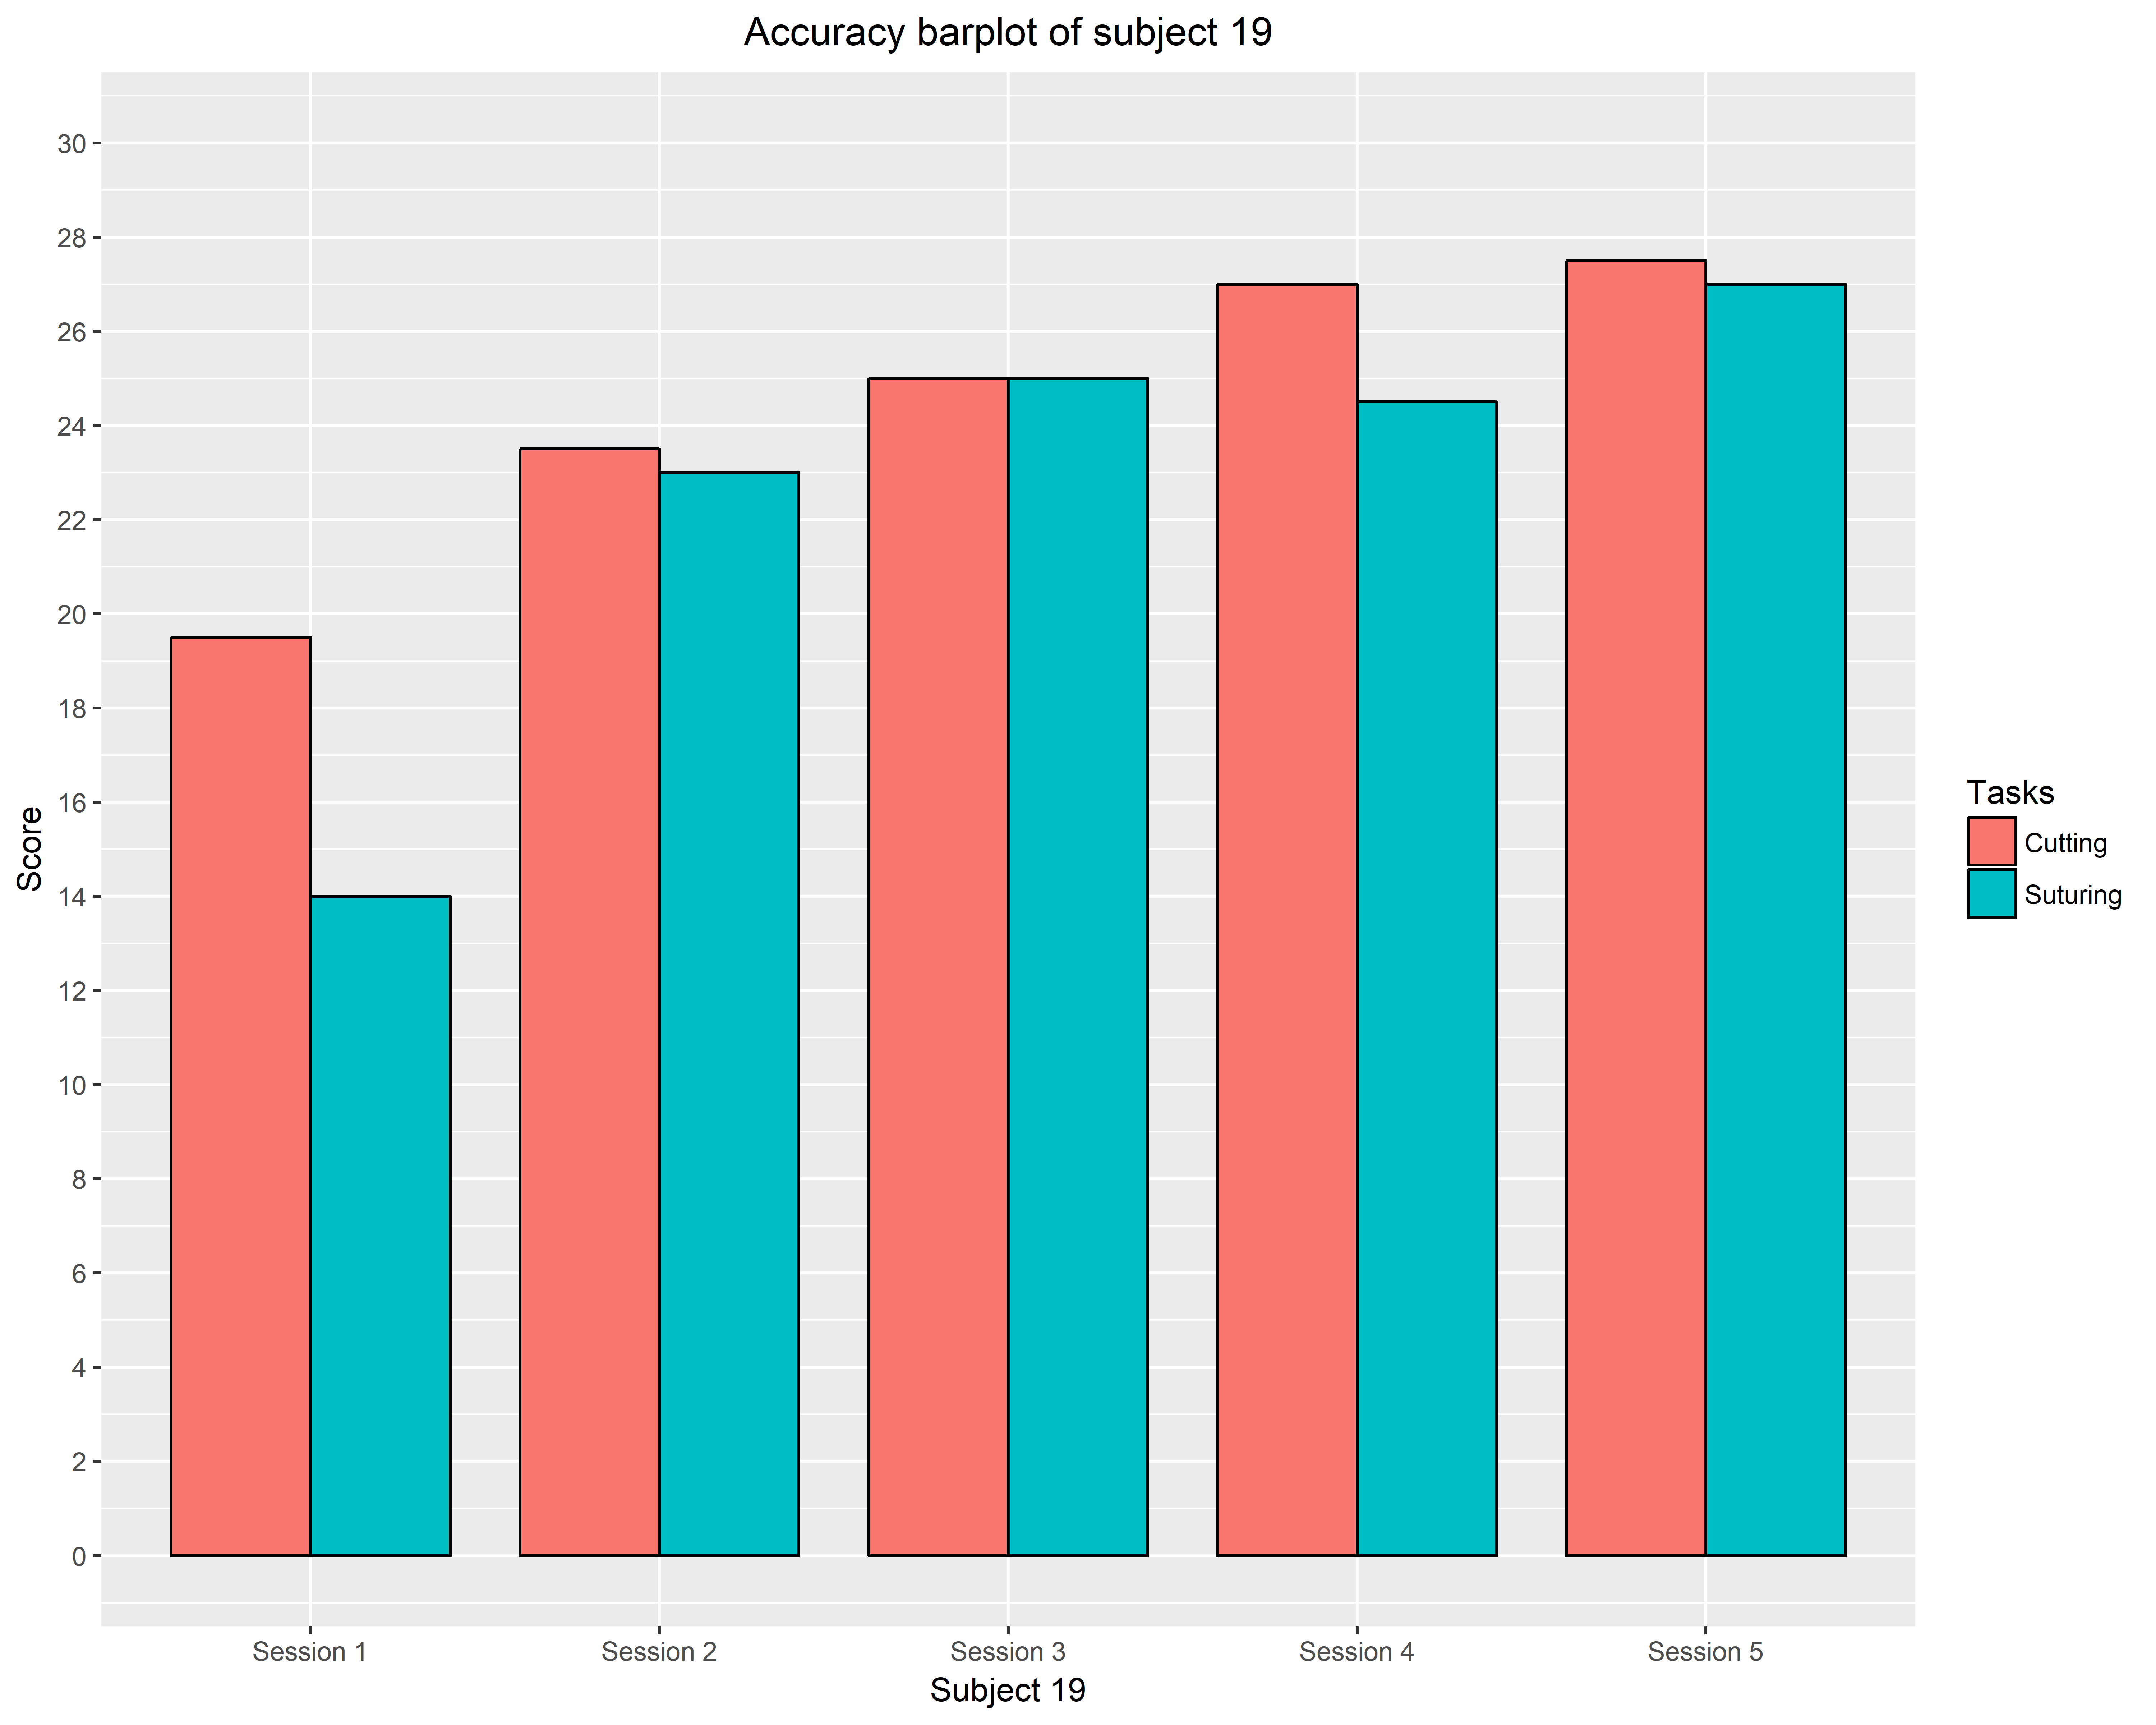 Accuracy barplot of subject 19
Score
30
28
26
24
22
20
18
16
14
12
10
8
6
4
2
0
Session 1
Session 2
Session 3
Session 4
Session 5
Subject 19
Tasks
Cutting
Suturing